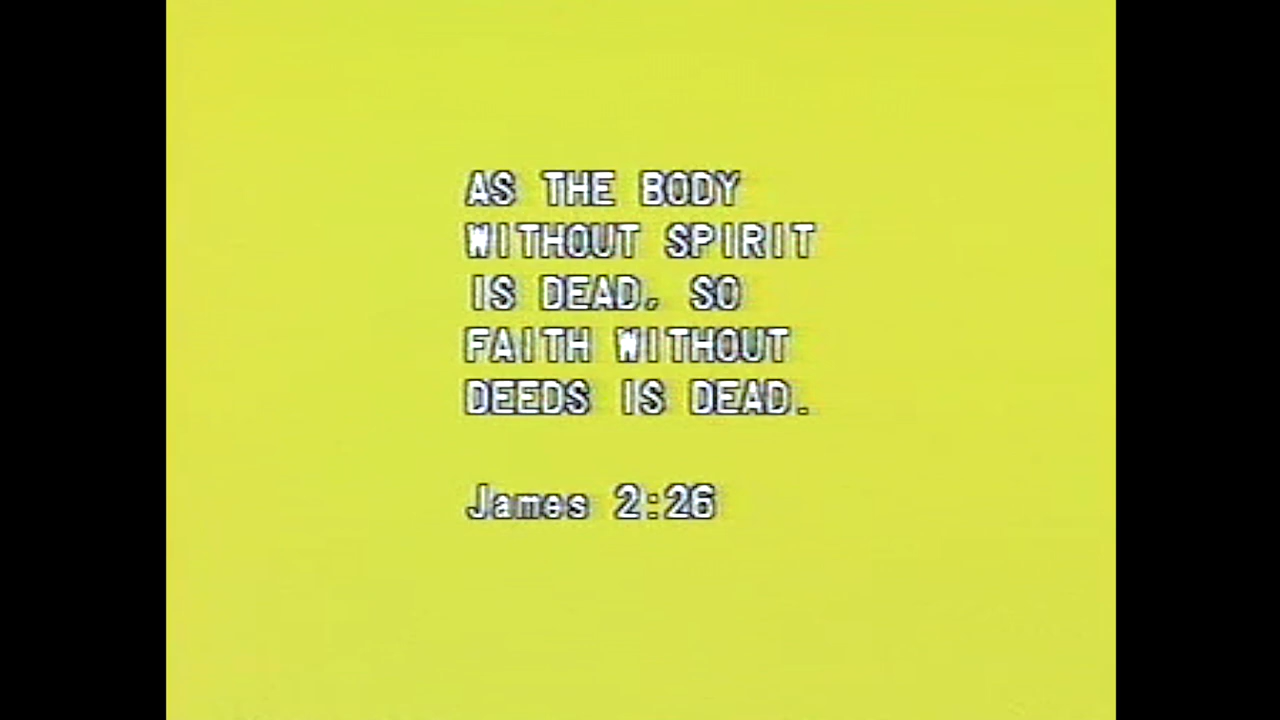 AS THE BODY
WITHOUT SPIRIT
IS DEAD, SO
FAITH WITHOUT
DEEDS IS DEAD.
James 2:26